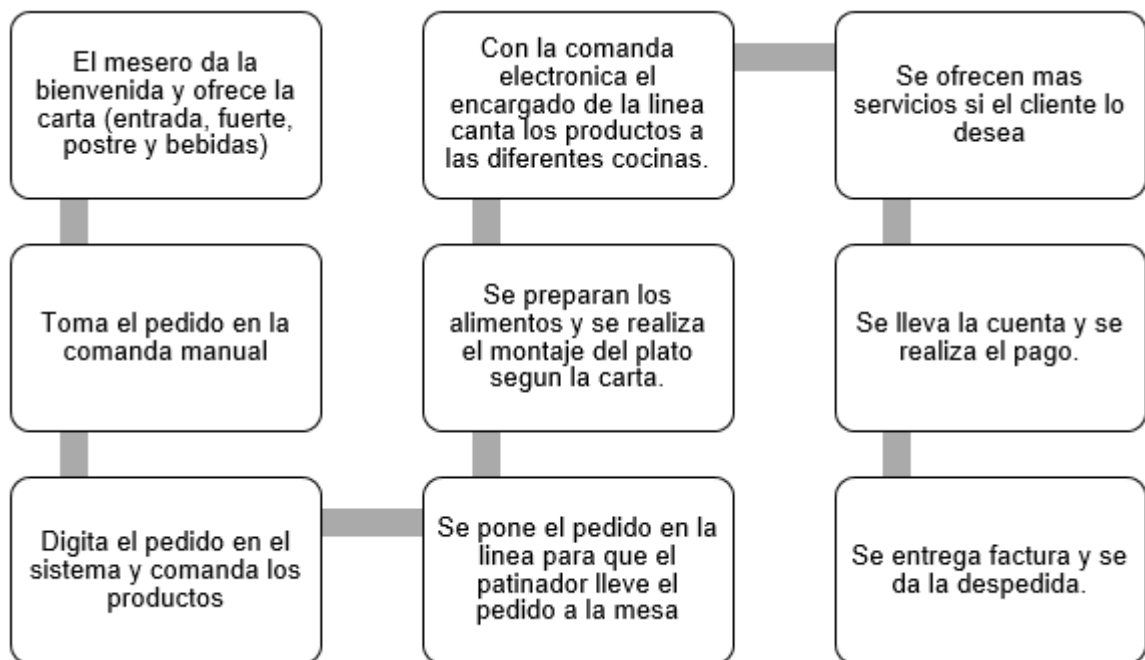 El mesero da la
bienvenida y ofrece la
carta (entrada, fuerte,
postre y bebidas)
Toma el pedido en la
comanda manual
Digita el pedido en el
sistema y comanda los
productos
Se pone el pedido en la
linea para que el
patinador lleve el
pedido a la mesa
Se preparan los
alimentos y se realiza
el montaje del plato
segun la carta.
Con la comanda
electronica el
encargado de la linea
canta los productos a
las diferentes cocinas.
Se ofrecen mas
servicios si el cliente lo
desea
Se lleva la cuenta y se
realiza el pago.
Se entrega factura y se
da la despedida.